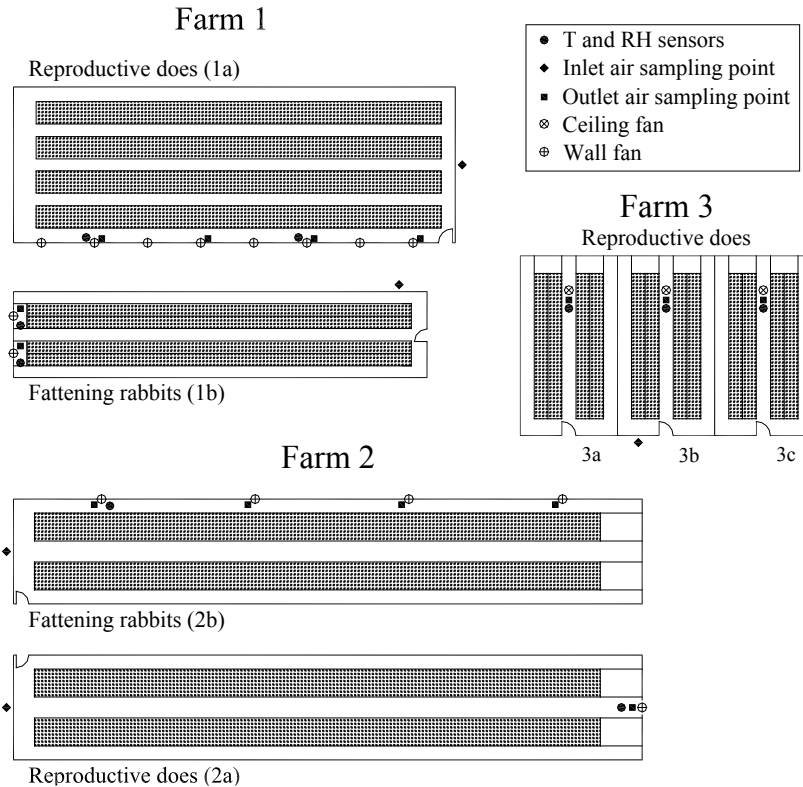 Farm 1
Reproductive does (1a)
T and RH sensors
Inlet air sampling point
Outlet air sampling point
Ceiling fan
Wall fan
Farm 3
Reproductive does
Fattening rabbits (1b)
3a
3b
3c
Farm 2
Fattening rabbits (2b)
Reproductive does (2a)